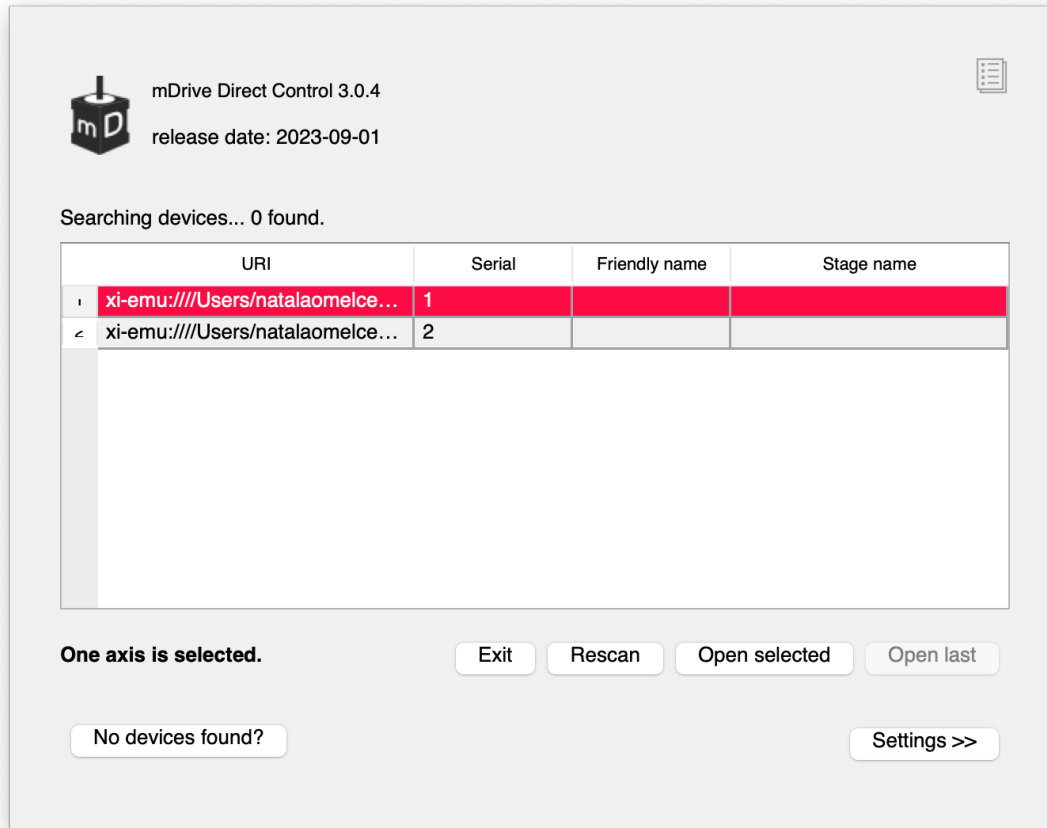 mD
mDrive Direct Control 3.0.4
release date: 2023-09-01
Searching devices... 0 found.
URI Serial Friendly name Stage name
xi-emu:////Users/natalaomelce... 1
xi-emu:////Users/natalaomelce... 2
One axis is selected. Exit Rescan Open selected Open last
No devices found? Settings >>